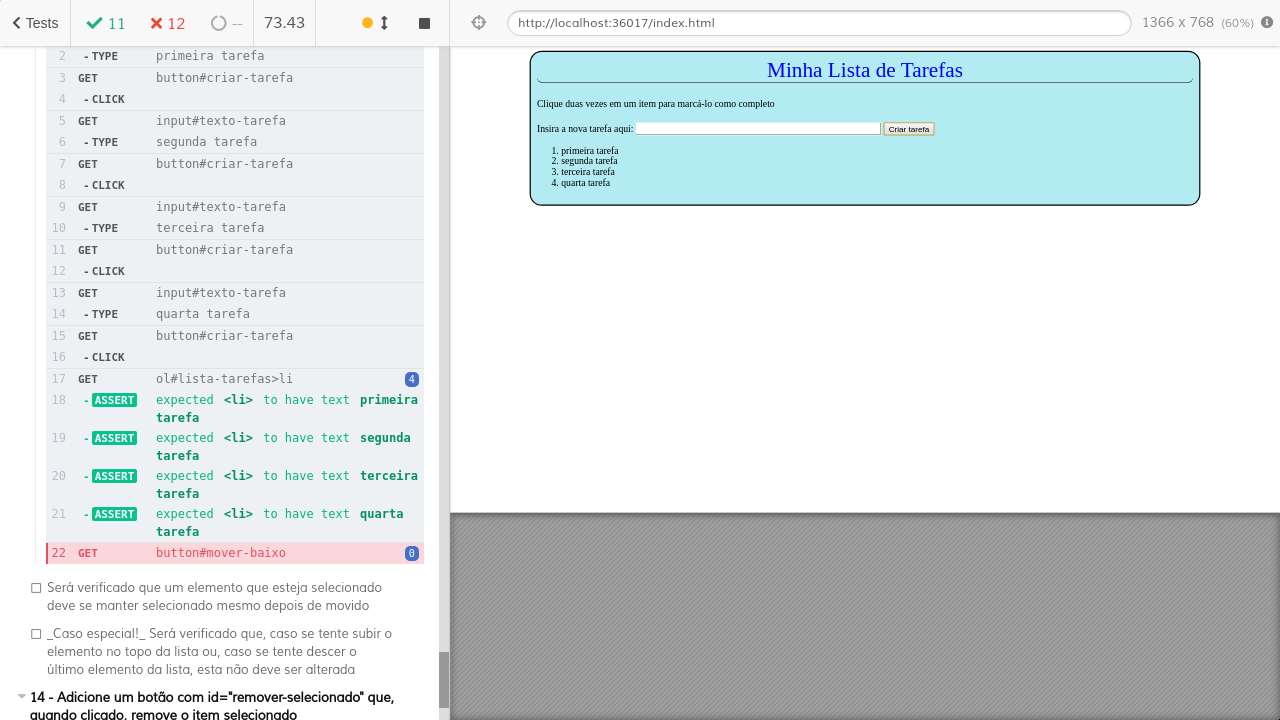 Tests 11 12 -- 73.43
http://localhost:36017/index.html 1366 x 768 (60%)
2 -TYPE primeira tarefa
3 GET button#criar-tarefa
4 -CLICK
5 GET input#texto-tarefa
6 -TYPE segunda tarefa
7 GET button#criar-tarefa
8 -CLICK
9 GET input#texto-tarefa
10 -TYPE terceira tarefa
11 GET button#criar-tarefa
12 -CLICK
13 GET input#texto-tarefa
14 -TYPE quarta tarefa
15 GET button#criar-tarefa
16 -CLICK
17 GET ol#lista-tarefas>li 4
18 -ASSERT expected <li> to have text primeira
tarefa
19 -ASSERT expected <li> to have text segunda
tarefa
20 -ASSERT expected <li> to have text terceira
tarefa
21 -ASSERT expected <li> to have text quarta
tarefa
22 GET button#mover-baixo 0
Será verificado que um elemento que esteja selecionado
deve se manter selecionado mesmo depois de movido
_Caso especial!_ Será verificado que, caso se tente subir o
elemento no topo da lista ou, caso se tente descer o
último elemento da lista, esta não deve ser alterada
14 - Adicione um botão com id="remover-selecionado" que,
quando clicado, remove o item selecionado
Minha Lista de Tarefas
Clique duas vezes em um item para marcá-lo como completo
Insira a nova tarefa aqui: Criar tarefa
1. primeira tarefa
2. segunda tarefa
3. terceira tarefa
4. quarta tarefa